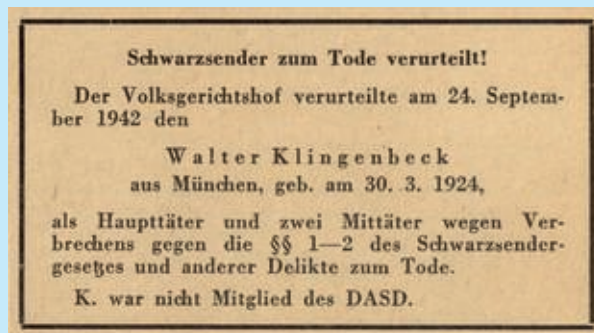 Schwarzsender zum Tode verurteilt!
Der Volksgerichtshof verurteilte am 24. Septem-
ber 1942 den
Walter Klingenbeck
aus München, geb. am 30. 3. 1924,
als Haupttäter und zwei Mittäter wegen Ver-
brechens gegen die §§ 1—2 des Schwarzsender-
gesetzes und anderer Delikte zum Tode.
K. war nicht Mitglied des DASD.